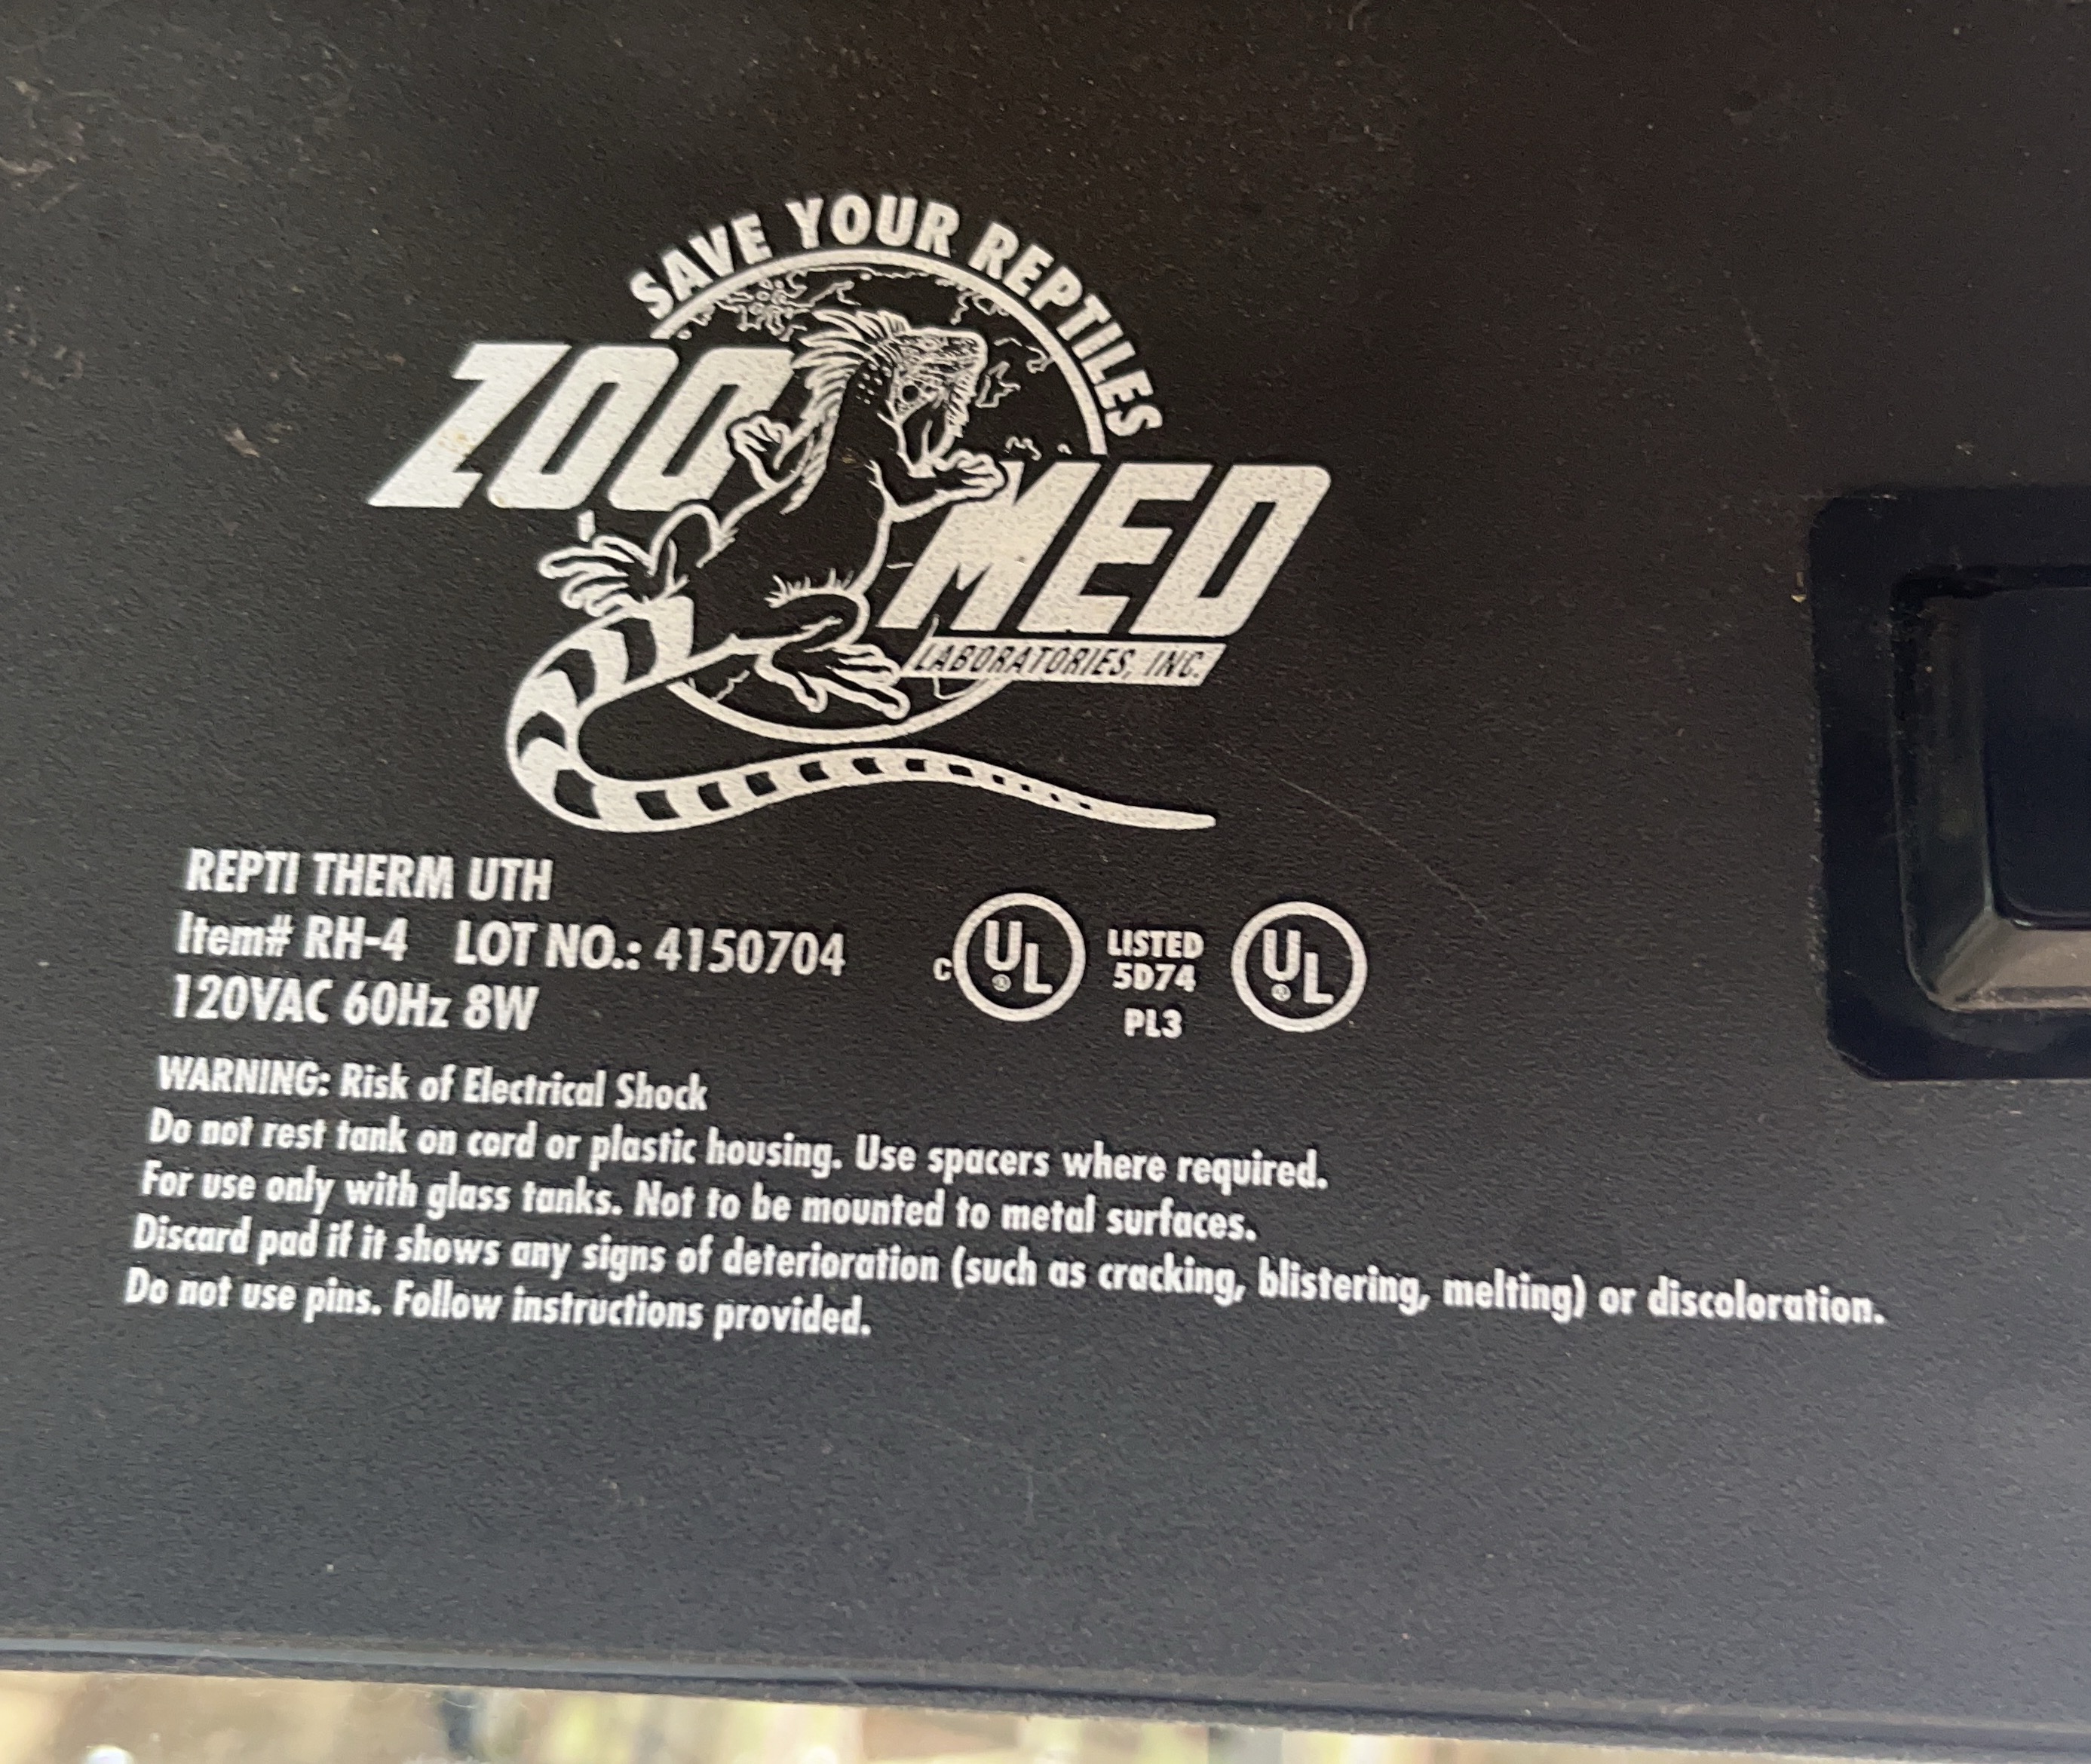 SAVE YOUR REPTILES
ZOO MED
LABORATORIES, INC.
REPTI THERM UTH
Item# RH-4 LOT NO.: 4150704
120VAC 60Hz 8W
c UL® LISTED UL®
5D74
PL3
WARNING: Risk of Electrical Shock
Do not rest tank on cord or plastic housing. Use spacers where required.
For use only with glass tanks. Not to be mounted to metal surfaces.
Discard pad if it shows any signs of deterioration (such as cracking, blistering, melting) or discoloration.
Do not use pins. Follow instructions provided.